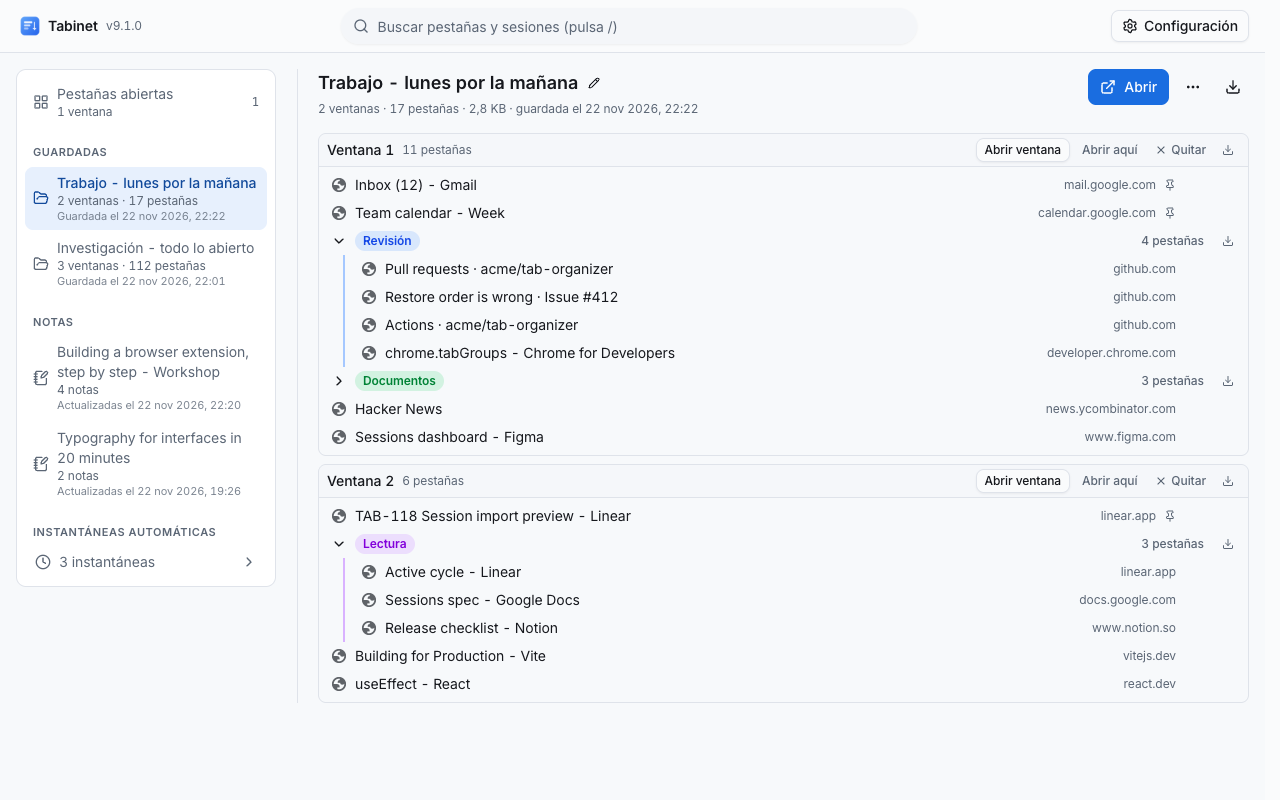 Tabinet v9.1.0
Buscar pestañas y sesiones (pulsa /)
Configuración
Pestañas abiertas
1 ventana
1
GUARDADAS
Trabajo - lunes por la mañana
2 ventanas · 17 pestañas
Guardada el 22 nov 2026, 22:22
Investigación - todo lo abierto
3 ventanas · 112 pestañas
Guardada el 22 nov 2026, 22:01
NOTAS
Building a browser extension,
step by step - Workshop
4 notas
Actualizadas el 22 nov 2026, 22:20
Typography for interfaces in
20 minutes
2 notas
Actualizadas el 22 nov 2026, 19:26
INSTANTÁNEAS AUTOMÁTICAS
3 instantáneas
Trabajo - lunes por la mañana
2 ventanas · 17 pestañas · 2,8 KB · guardada el 22 nov 2026, 22:22
Abrir
Ventana 1 11 pestañas Abrir ventana Abrir aquí Quitar
Inbox (12) - Gmail mail.google.com
Team calendar - Week calendar.google.com
Revisión 4 pestañas
Pull requests · acme/tab-organizer github.com
Restore order is wrong · Issue #412 github.com
Actions · acme/tab-organizer github.com
chrome.tabGroups - Chrome for Developers developer.chrome.com
Documentos 3 pestañas
Hacker News news.ycombinator.com
Sessions dashboard - Figma www.figma.com
Ventana 2 6 pestañas Abrir ventana Abrir aquí Quitar
TAB-118 Session import preview - Linear linear.app
Lectura 3 pestañas
Active cycle - Linear linear.app
Sessions spec - Google Docs docs.google.com
Release checklist - Notion www.notion.so
Building for Production - Vite vitejs.dev
useEffect - React react.dev